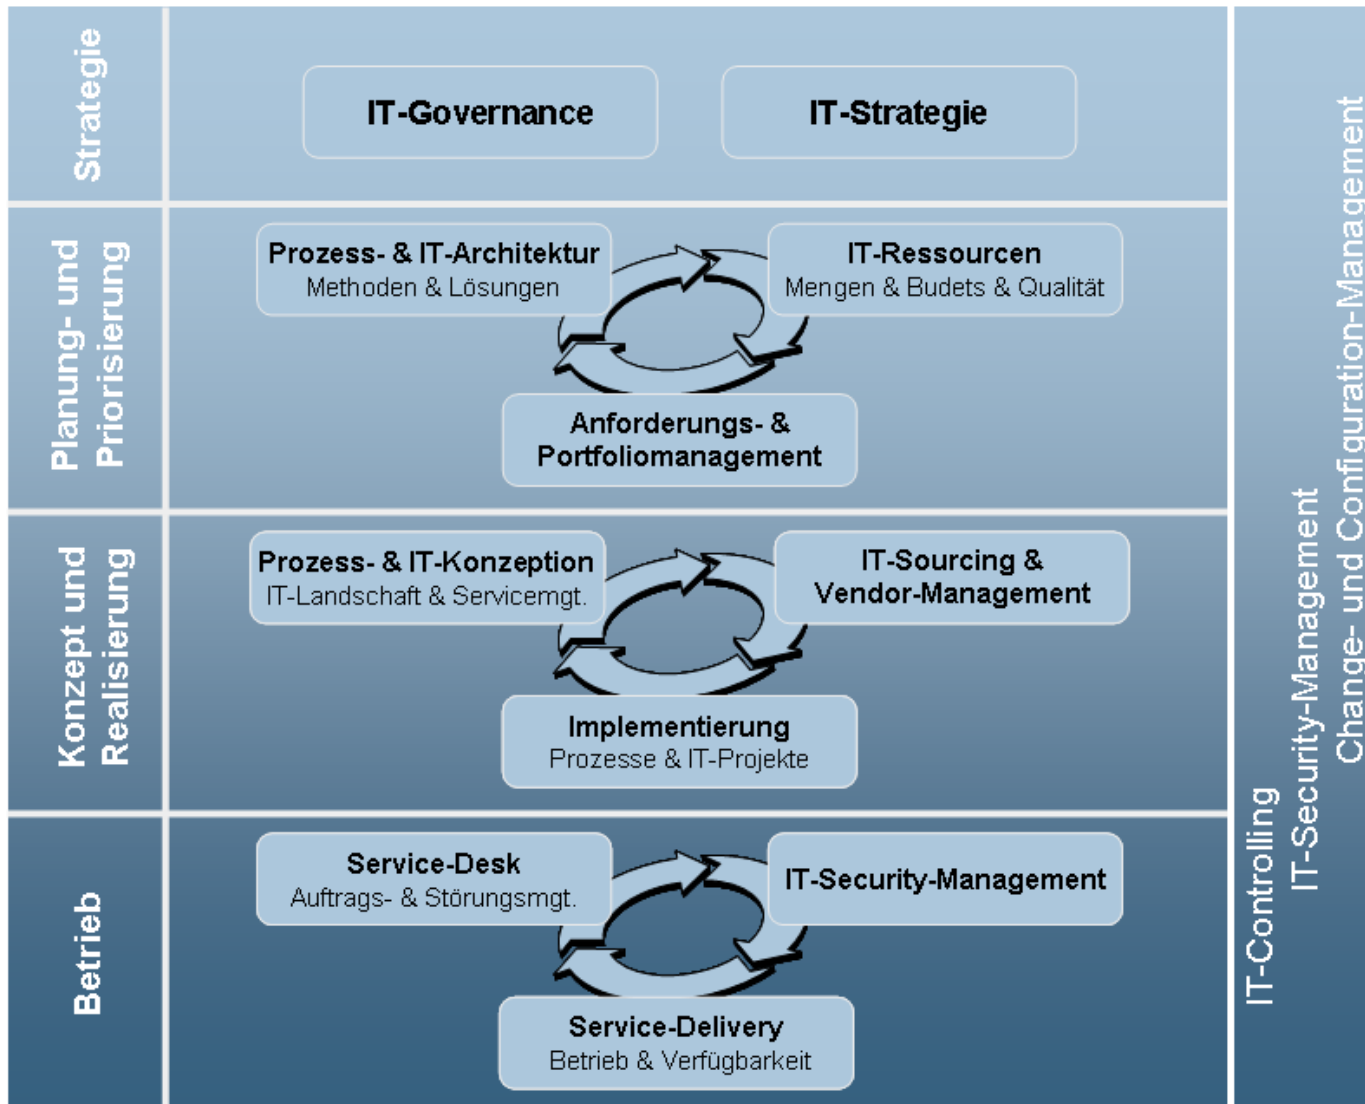 Strategie
IT-Governance
IT-Strategie
Planung- und
Priorisierung
Prozess- & IT-Architektur
Methoden & Lösungen
IT-Ressourcen
Mengen & Budets & Qualität
Anforderungs- &
Portfoliomanagement
Konzept und
Realisierung
Prozess- & IT-Konzeption
IT-Landschaft & Servicemgt.
IT-Sourcing &
Vendor-Management
Implementierung
Prozesse & IT-Projekte
Betrieb
Service-Desk
Auftrags- & Störungsmgt.
IT-Security-Management
Service-Delivery
Betrieb & Verfügbarkeit
IT-Controlling
IT-Security-Management
Change- und Configuration-Management